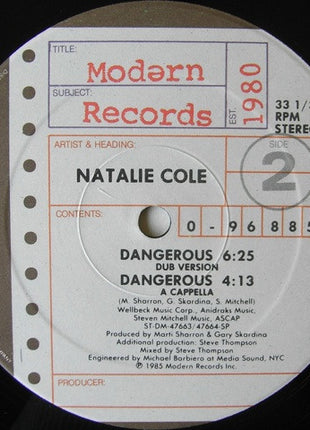 TITLE:
Modərn
SUBJECT:
Records
EST.
1980
33 1/
RPM
STEREO
ARTIST & HEADING:
SIDE
NATALIE COLE
2
CONTENTS:
0-96885
DANGEROUS 6:25
DUB VERSION
DANGEROUS 4:13
A CAPPELLA
(M. Sharron, G. Skardina, S. Mitchell)
Wellbeck Music Corp., Anidraks Music,
Steven Mitchell Music, ASCAP
ST-DM-47663/47664-SP
Produced by Marti Sharron & Gary Skardina
Additional production: Steve Thompson
Mixed by Steve Thompson
Engineered by Michael Barbiero at Media Sound, NYC
℗ 1985 Modern Records Inc.
PRODUCER: